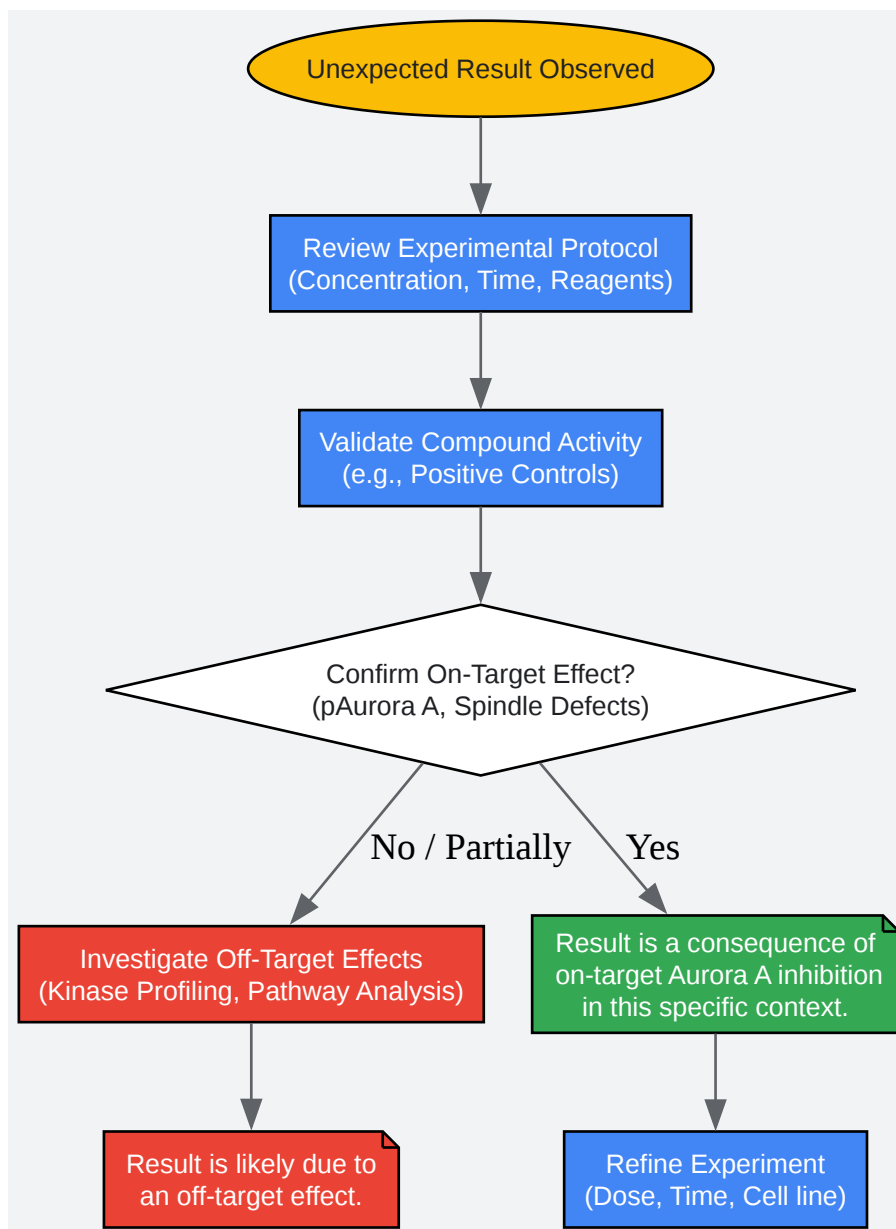 Unexpected Result Observed
Review Experimental Protocol
(Concentration, Time, Reagents)
Validate Compound Activity
(e.g., Positive Controls)
Confirm On-Target Effect?
(pAurora A, Spindle Defects)
No / Partially
Yes
Investigate Off-Target Effects
(Kinase Profiling, Pathway Analysis)
Result is a consequence of
on-target Aurora A inhibition
in this specific context.
Result is likely due to
an off-target effect.
Refine Experiment
(Dose, Time, Cell line)